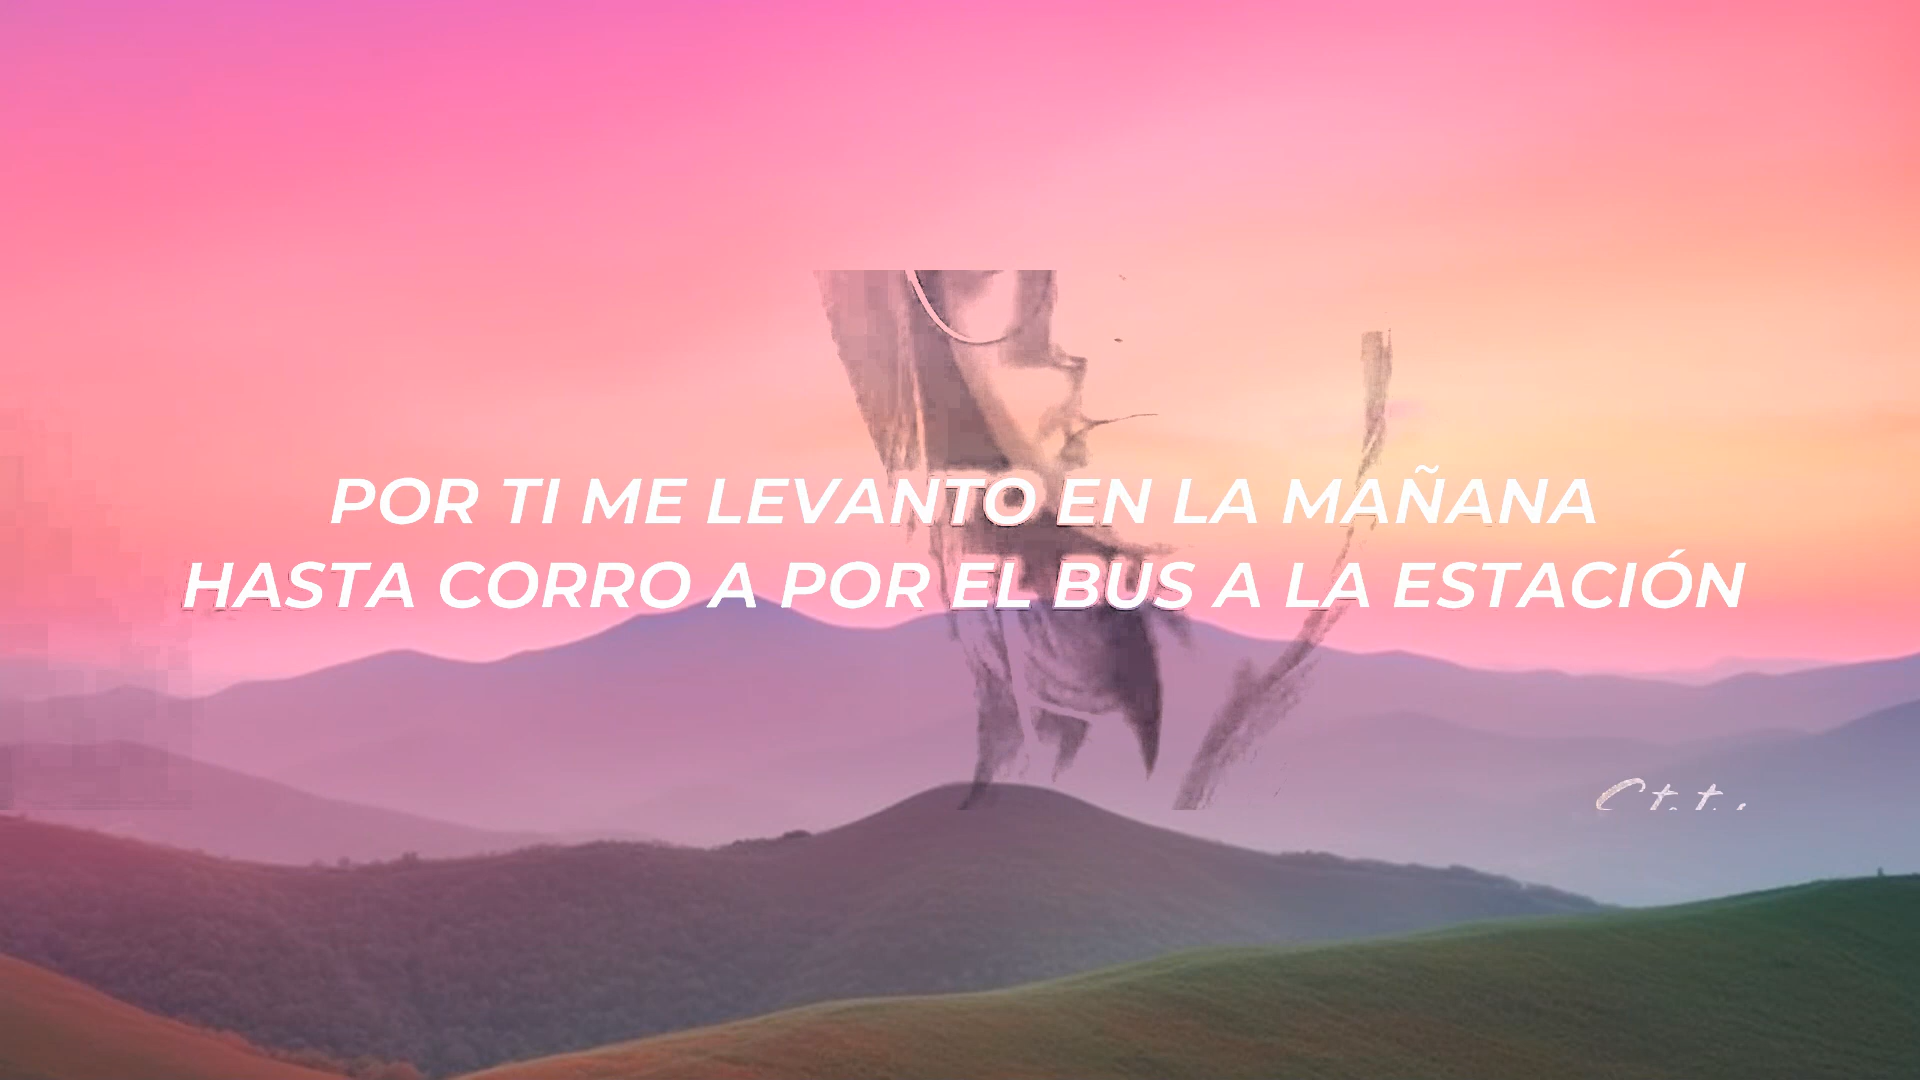 POR TI ME LEVANTO EN LA MAÑANA
HASTA CORRO A POR EL BUS A LA ESTACIÓN